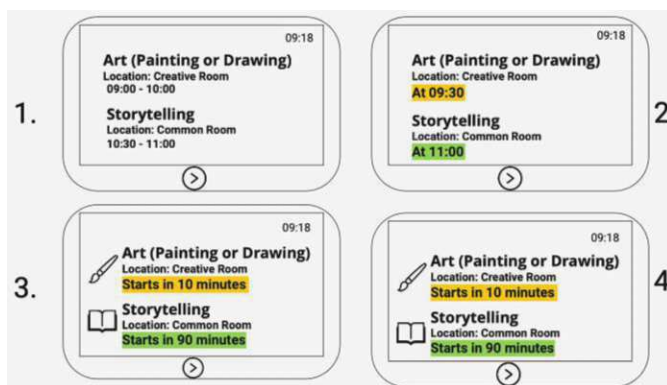 1.
09:18
Art (Painting or Drawing)
Location: Creative Room
09:00 - 10:00
Storytelling
Location: Common Room
10:30 - 11:00
2
09:18
Art (Painting or Drawing)
Location: Creative Room
At 09:30
Storytelling
Location: Common Room
At 11:00
3.
09:18
Art (Painting or Drawing)
Location: Creative Room
Starts in 10 minutes
Storytelling
Location: Common Room
Starts in 90 minutes
4
09:18
Art (Painting or Drawing)
Location: Creative Room
Starts in 10 minutes
Storytelling
Location: Common Room
Starts in 90 minutes